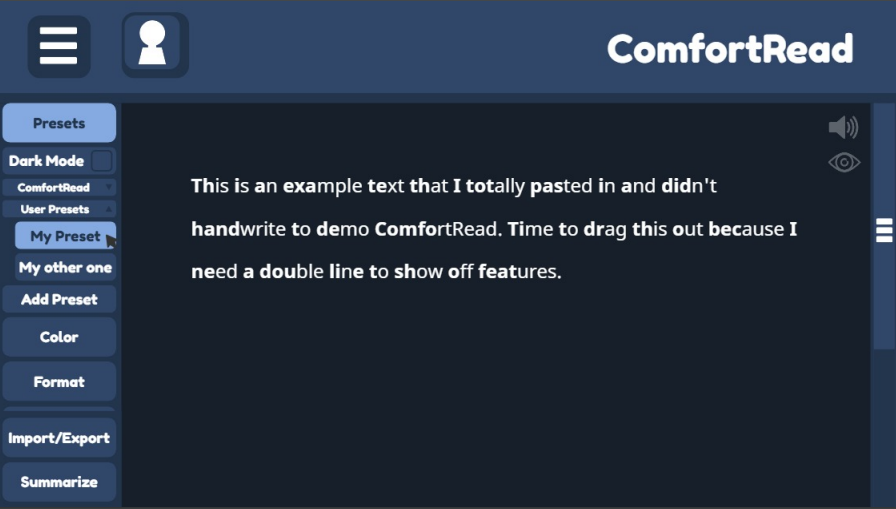 ComfortRead
Presets
Dark Mode
ComfortRead
User Presets
My Preset
My other one
Add Preset
Color
Format
Import/Export
Summarize
This is an example text that I totally pasted in and didn't
handwrite to demo ComfortRead. Time to drag this out because I
need a double line to show off features.